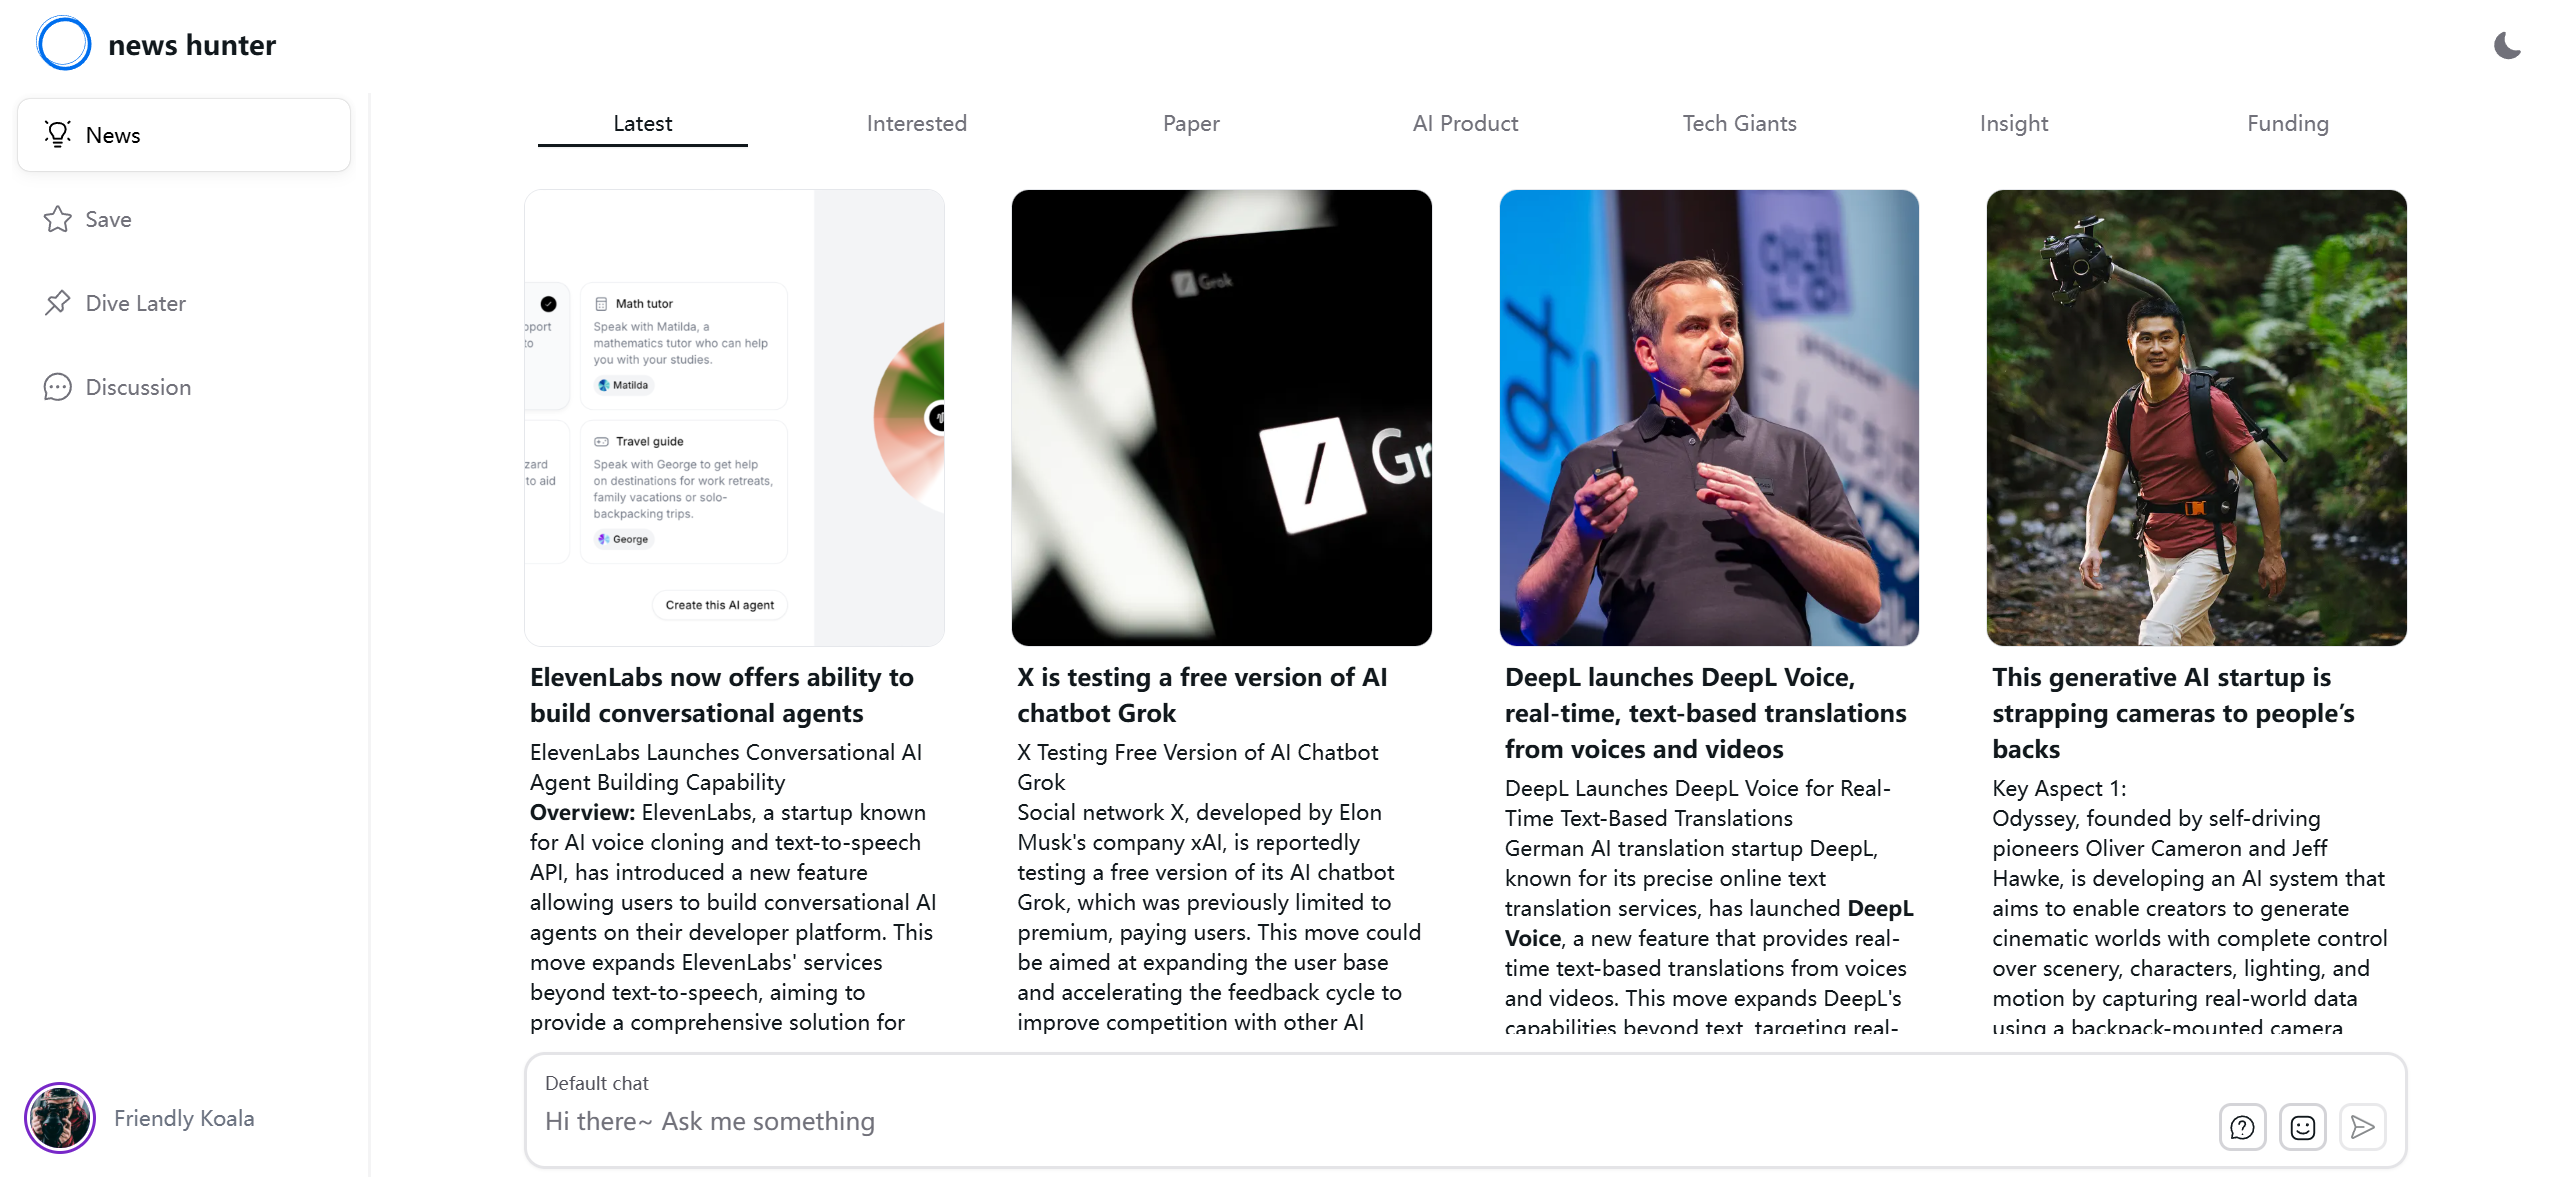 news hunter
News
Save
Dive Later
Discussion
Friendly Koala
Latest
Interested
Paper
AI Product
Tech Giants
Insight
Funding
pport
to
zard
to aid
Math tutor
Speak with Matilda, a
mathematics tutor who can help
you with your studies.
Matilda
Travel guide
Speak with George to get help
on destinations for work retreats,
family vacations or solo-
backpacking trips.
George
Create this AI agent
ElevenLabs now offers ability to
build conversational agents
ElevenLabs Launches Conversational AI
Agent Building Capability
Overview: ElevenLabs, a startup known
for AI voice cloning and text-to-speech
API, has introduced a new feature
allowing users to build conversational AI
agents on their developer platform. This
move expands ElevenLabs' services
beyond text-to-speech, aiming to
provide a comprehensive solution for
Grok
Gr
X is testing a free version of AI
chatbot Grok
X Testing Free Version of AI Chatbot
Grok
Social network X, developed by Elon
Musk's company xAI, is reportedly
testing a free version of its AI chatbot
Grok, which was previously limited to
premium, paying users. This move could
be aimed at expanding the user base
and accelerating the feedback cycle to
improve competition with other AI
DeepL launches DeepL Voice,
real-time, text-based translations
from voices and videos
DeepL Launches DeepL Voice for Real-
Time Text-Based Translations
German AI translation startup DeepL,
known for its precise online text
translation services, has launched DeepL
Voice, a new feature that provides real-
time text-based translations from voices
and videos. This move expands DeepL's
capabilities beyond text, targeting real-
This generative AI startup is
strapping cameras to people’s
backs
Key Aspect 1:
Odyssey, founded by self-driving
pioneers Oliver Cameron and Jeff
Hawke, is developing an AI system that
aims to enable creators to generate
cinematic worlds with complete control
over scenery, characters, lighting, and
motion by capturing real-world data
using a backpack-mounted camera
Default chat
Hi there~ Ask me something